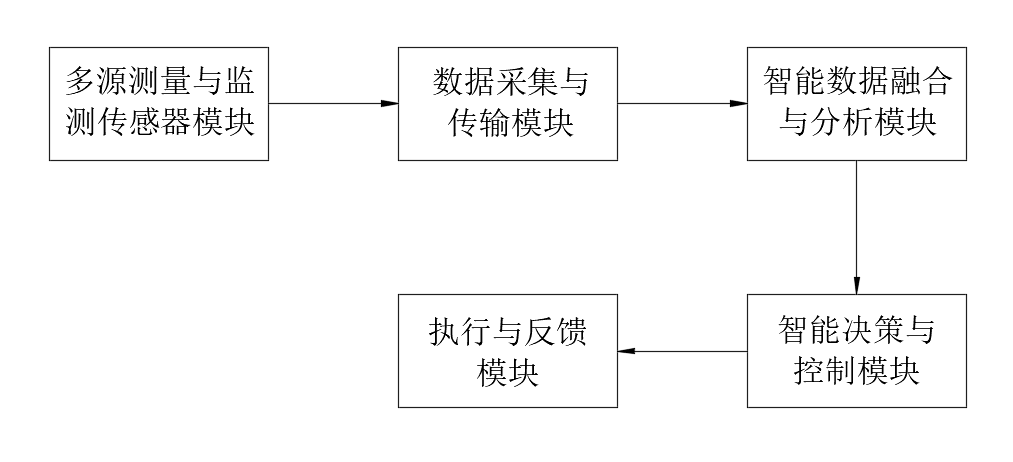 多源测量与监
测传感器模块
数据采集与
传输模块
智能数据融合
与分析模块
智能决策与
控制模块
执行与反馈
模块